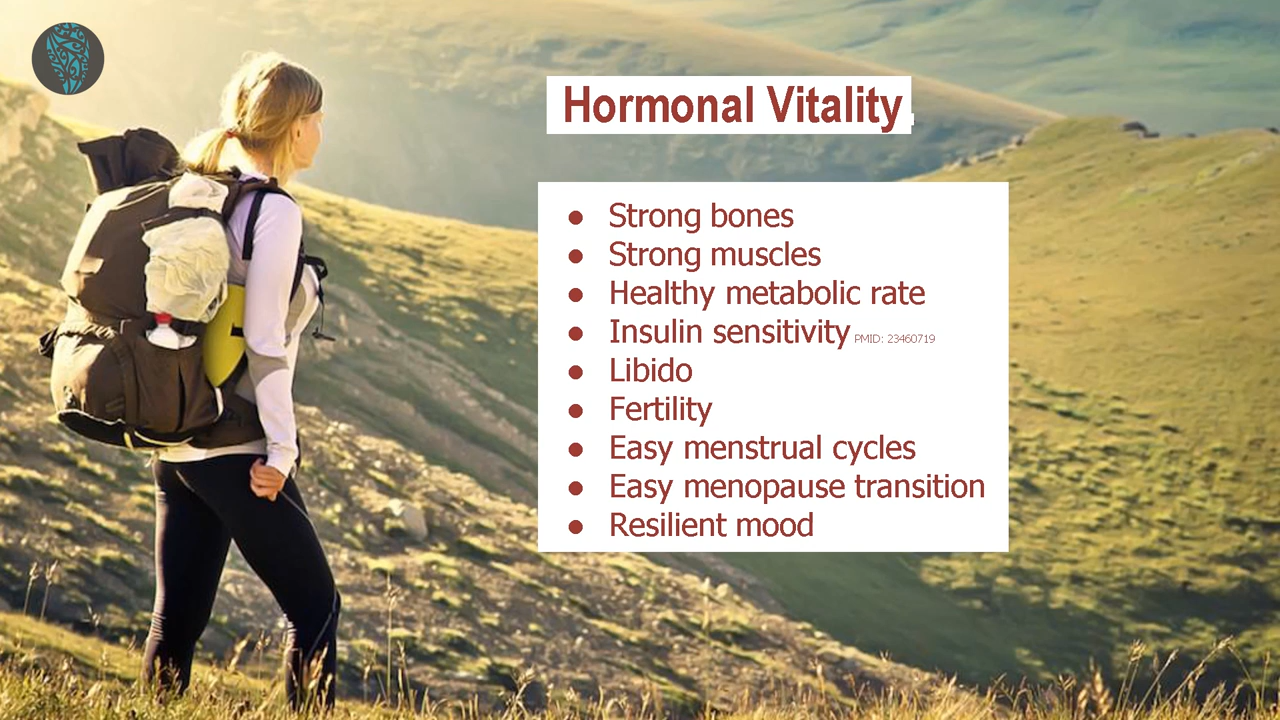 Hormonal Vitality
● Strong bones
● Strong muscles
● Healthy metabolic rate
● Insulin sensitivity PMID: 23460719
● Libido
● Fertility
● Easy menstrual cycles
● Easy menopause transition
● Resilient mood